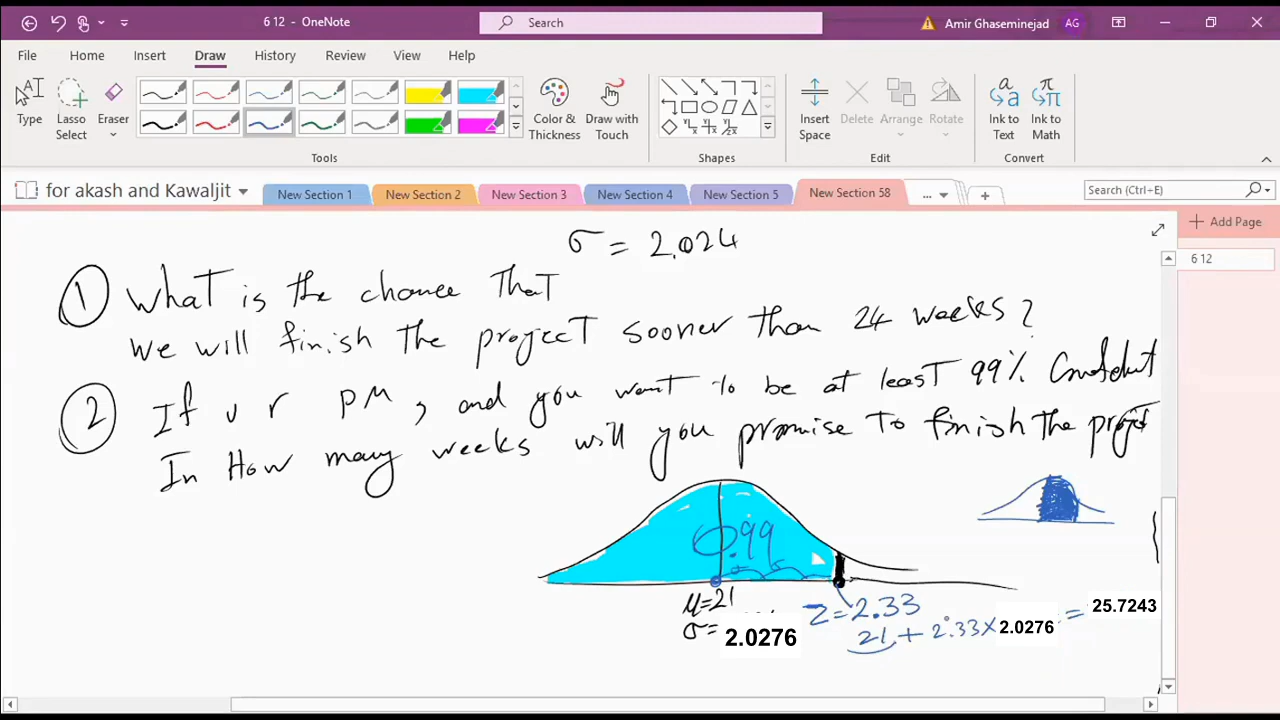 6 12 - OneNote
Search
Amir Ghaseminejad AG
File Home Insert Draw History Review View Help
Type
Lasso Select
Eraser
Color & Thickness
Draw with Touch
Insert Space
Delete
Arrange
Rotate
Ink to Text
Ink to Math
Tools Shapes Edit Convert
for akash and Kawaljit
New Section 1 New Section 2 New Section 3 New Section 4 New Section 5 New Section 58 ...
Search (Ctrl+E)
Add Page
6 12
σ = 2.024
① What is the chance that
We will finish the project sooner than 24 weeks?
② If u r PM, and you want to be at least 99% Confident
In How many weeks will you promise to finish the project
0.99
σ σ
μ=21
σ= 2.0276
Z = 2.33
21 + 2.33× 2.0276 = 25.7243